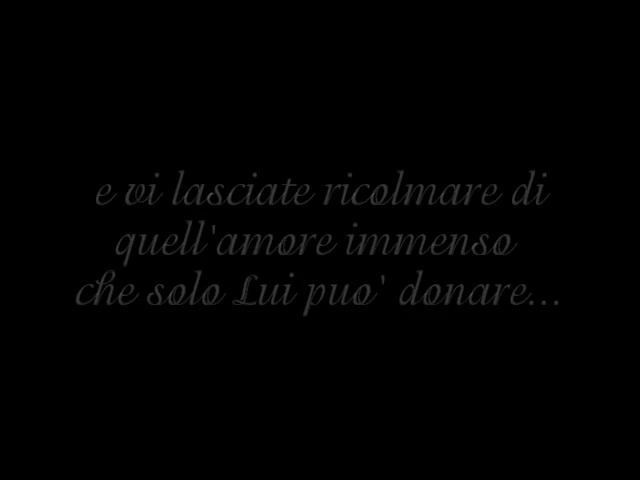 e vi lasciate ricolmare di
quell'amore immenso
che solo Lui puo' donare...